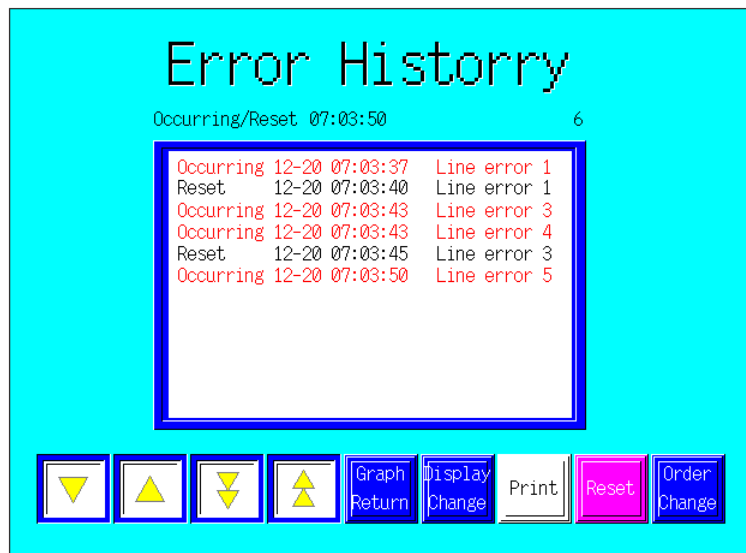 Error Historry
Occurring/Reset 07:03:50 6
Occurring 12-20 07:03:37 Line error 1
Reset 12-20 07:03:40 Line error 1
Occurring 12-20 07:03:43 Line error 3
Occurring 12-20 07:03:43 Line error 4
Reset 12-20 07:03:45 Line error 3
Occurring 12-20 07:03:50 Line error 5
Graph Return
Display Change
Print
Reset
Order Change